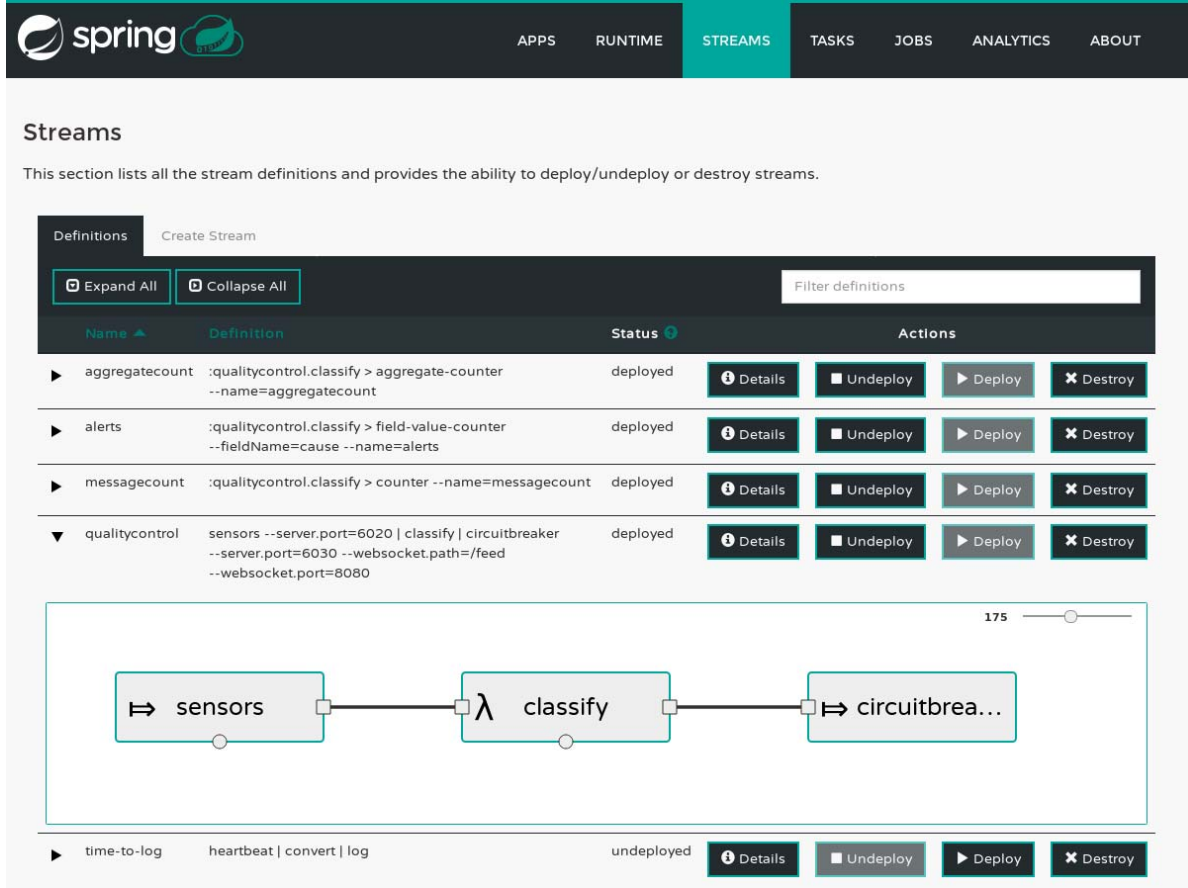 spring
APPS RUNTIME STREAMS TASKS JOBS ANALYTICS ABOUT
Streams
This section lists all the stream definitions and provides the ability to deploy/undeploy or destroy streams.
Definitions Create Stream
Expand All Collapse All Filter definitions
Name Definition Status Actions
aggregatecount :qualitycontrol.classify > aggregate-counter deployed Details Undeploy Deploy Destroy
--name=aggregatecount
alerts :qualitycontrol.classify > field-value-counter deployed Details Undeploy Deploy Destroy
--fieldName=cause --name=alerts
messagecount :qualitycontrol.classify > counter --name=messagecount deployed Details Undeploy Deploy Destroy
qualitycontrol sensors --server.port=6020 | classify | circuitbreaker deployed Details Undeploy Deploy Destroy
--server.port=6030 --websocket.path=/feed
--websocket.port=8080
175
sensors λ classify circuitbrea...
time-to-log heartbeat | convert | log undeployed Details Undeploy Deploy Destroy